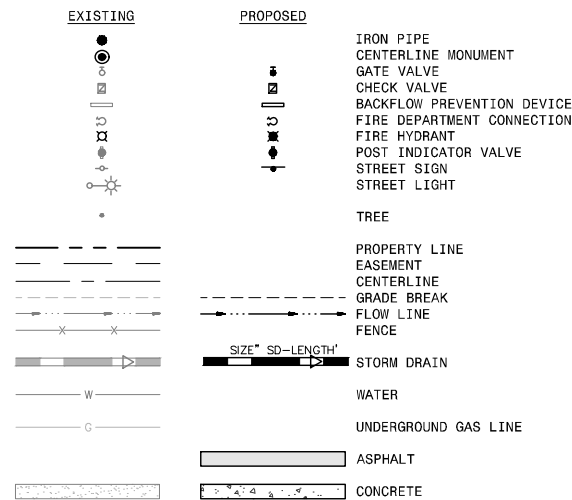 EXISTING PROPOSED
IRON PIPE
CENTERLINE MONUMENT
GATE VALVE
CHECK VALVE
BACKFLOW PREVENTION DEVICE
FIRE DEPARTMENT CONNECTION
FIRE HYDRANT
POST INDICATOR VALVE
STREET SIGN
STREET LIGHT
TREE
PROPERTY LINE
EASEMENT
CENTERLINE
GRADE BREAK
FLOW LINE
FENCE
SIZE" SD-LENGTH'
STORM DRAIN
W WATER
G UNDERGROUND GAS LINE
ASPHALT
CONCRETE